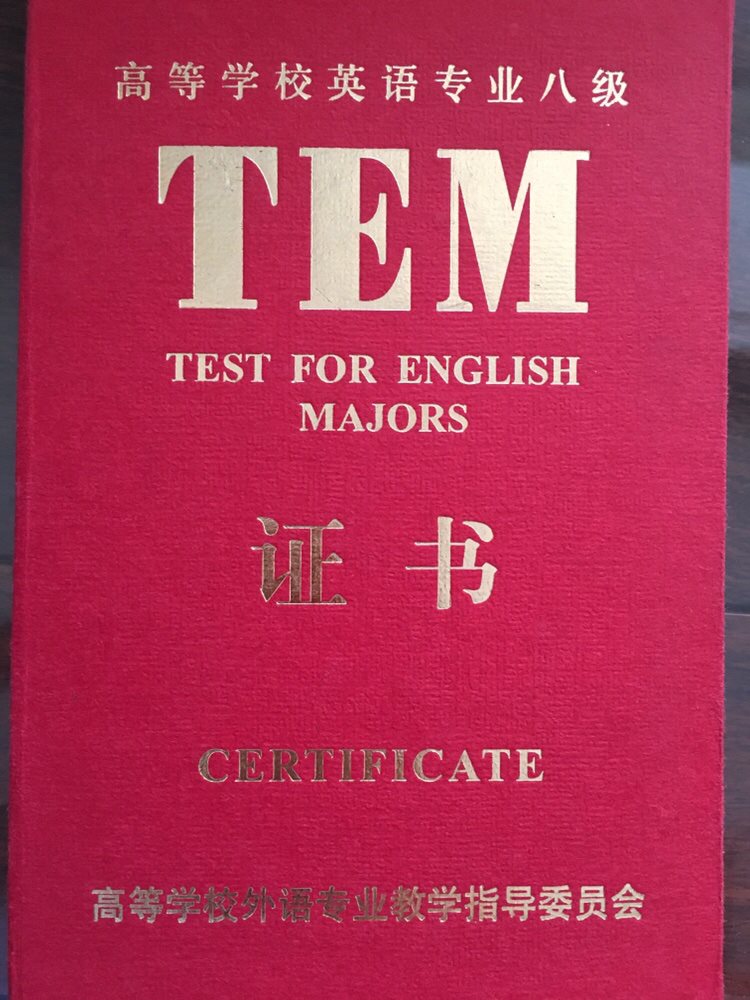 高等学校英语专业八级
TEM
TEST FOR ENGLISH
MAJORS
证书
CERTIFICATE
高等学校外语专业教学指导委员会